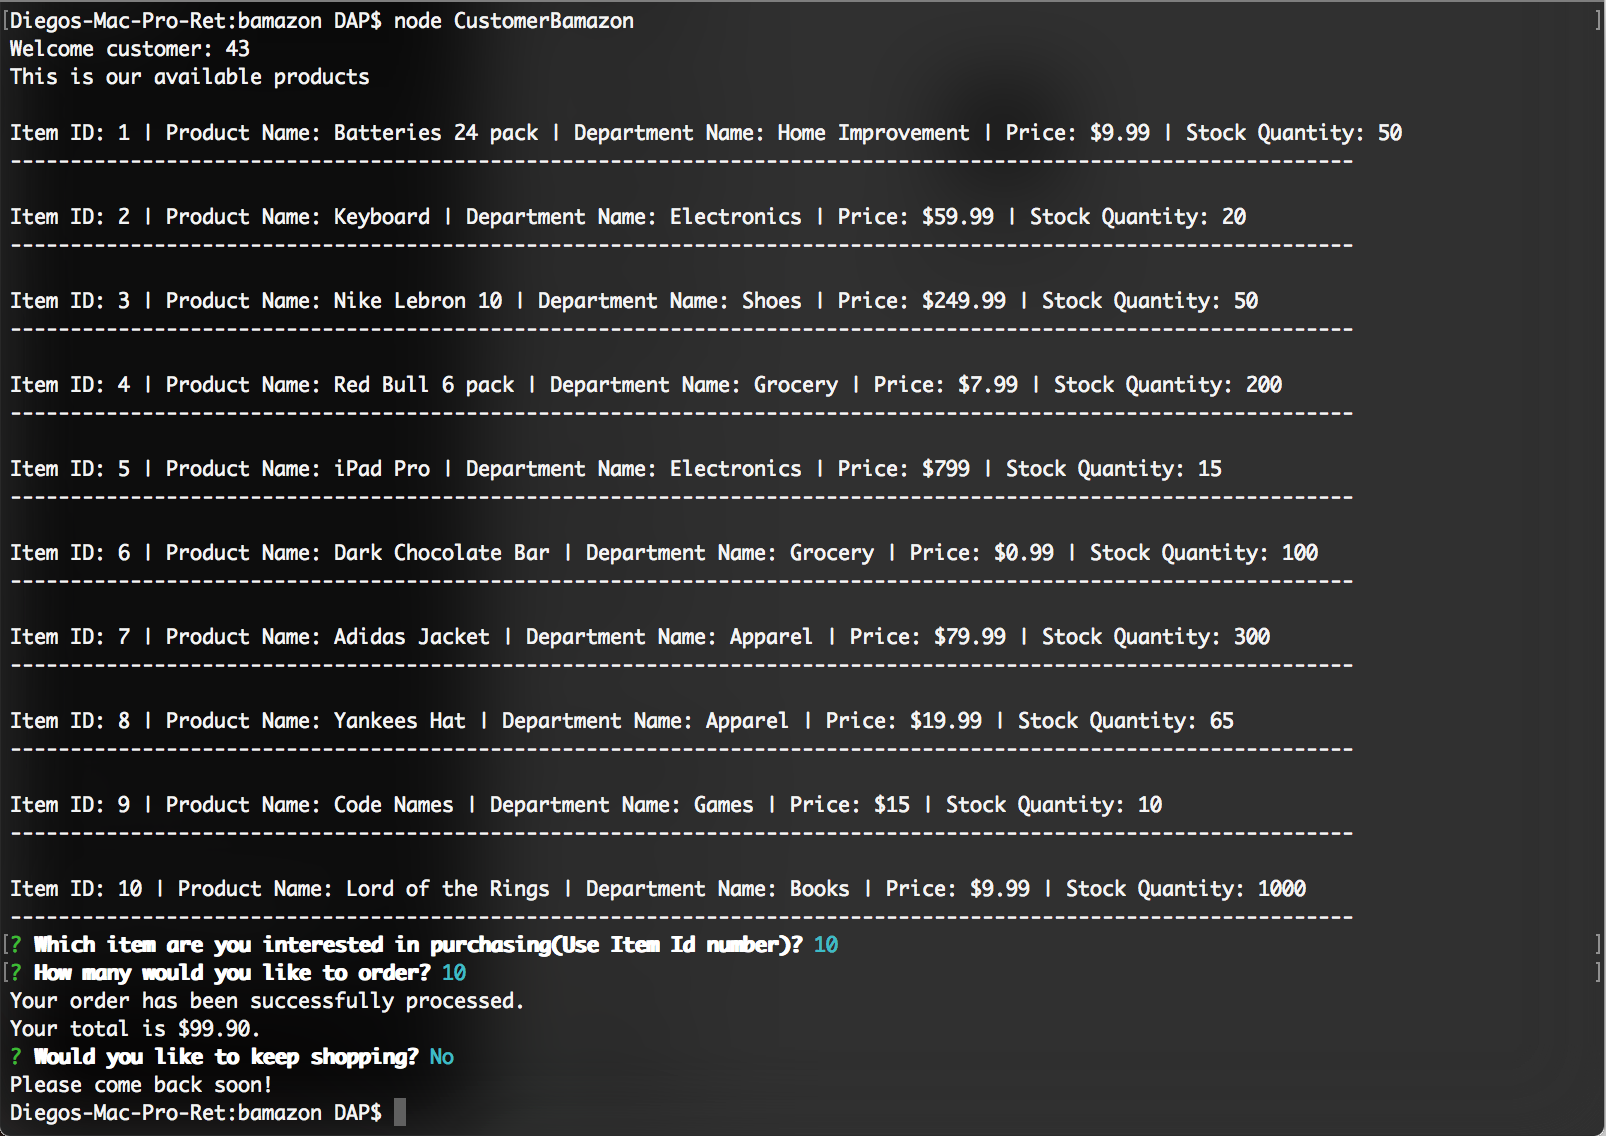 [Diegos-Mac-Pro-Ret:bamazon DAP$ node CustomerBamazon ]
Welcome customer: 43
This is our available products
Item ID: 1 | Product Name: Batteries 24 pack | Department Name: Home Improvement | Price: $9.99 | Stock Quantity: 50
----------------------------------------------------------------------------------------------------------------
Item ID: 2 | Product Name: Keyboard | Department Name: Electronics | Price: $59.99 | Stock Quantity: 20
----------------------------------------------------------------------------------------------------------------
Item ID: 3 | Product Name: Nike Lebron 10 | Department Name: Shoes | Price: $249.99 | Stock Quantity: 50
----------------------------------------------------------------------------------------------------------------
Item ID: 4 | Product Name: Red Bull 6 pack | Department Name: Grocery | Price: $7.99 | Stock Quantity: 200
----------------------------------------------------------------------------------------------------------------
Item ID: 5 | Product Name: iPad Pro | Department Name: Electronics | Price: $799 | Stock Quantity: 15
----------------------------------------------------------------------------------------------------------------
Item ID: 6 | Product Name: Dark Chocolate Bar | Department Name: Grocery | Price: $0.99 | Stock Quantity: 100
----------------------------------------------------------------------------------------------------------------
Item ID: 7 | Product Name: Adidas Jacket | Department Name: Apparel | Price: $79.99 | Stock Quantity: 300
----------------------------------------------------------------------------------------------------------------
Item ID: 8 | Product Name: Yankees Hat | Department Name: Apparel | Price: $19.99 | Stock Quantity: 65
----------------------------------------------------------------------------------------------------------------
Item ID: 9 | Product Name: Code Names | Department Name: Games | Price: $15 | Stock Quantity: 10
----------------------------------------------------------------------------------------------------------------
Item ID: 10 | Product Name: Lord of the Rings | Department Name: Books | Price: $9.99 | Stock Quantity: 1000
----------------------------------------------------------------------------------------------------------------
[? Which item are you interested in purchasing(Use Item Id number)? 10 ]
[? How many would you like to order? 10 ]
Your order has been successfully processed.
Your total is $99.90.
? Would you like to keep shopping? No
Please come back soon!
Diegos-Mac-Pro-Ret:bamazon DAP$